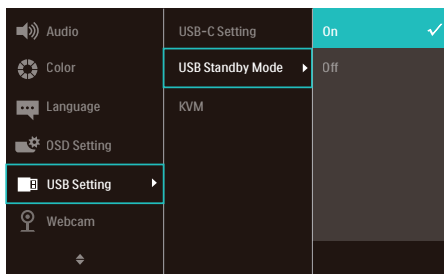 Audio
Color
Language
OSD Setting
USB Setting
Webcam
USB-C Setting
USB Standby Mode
KVM
On
Off